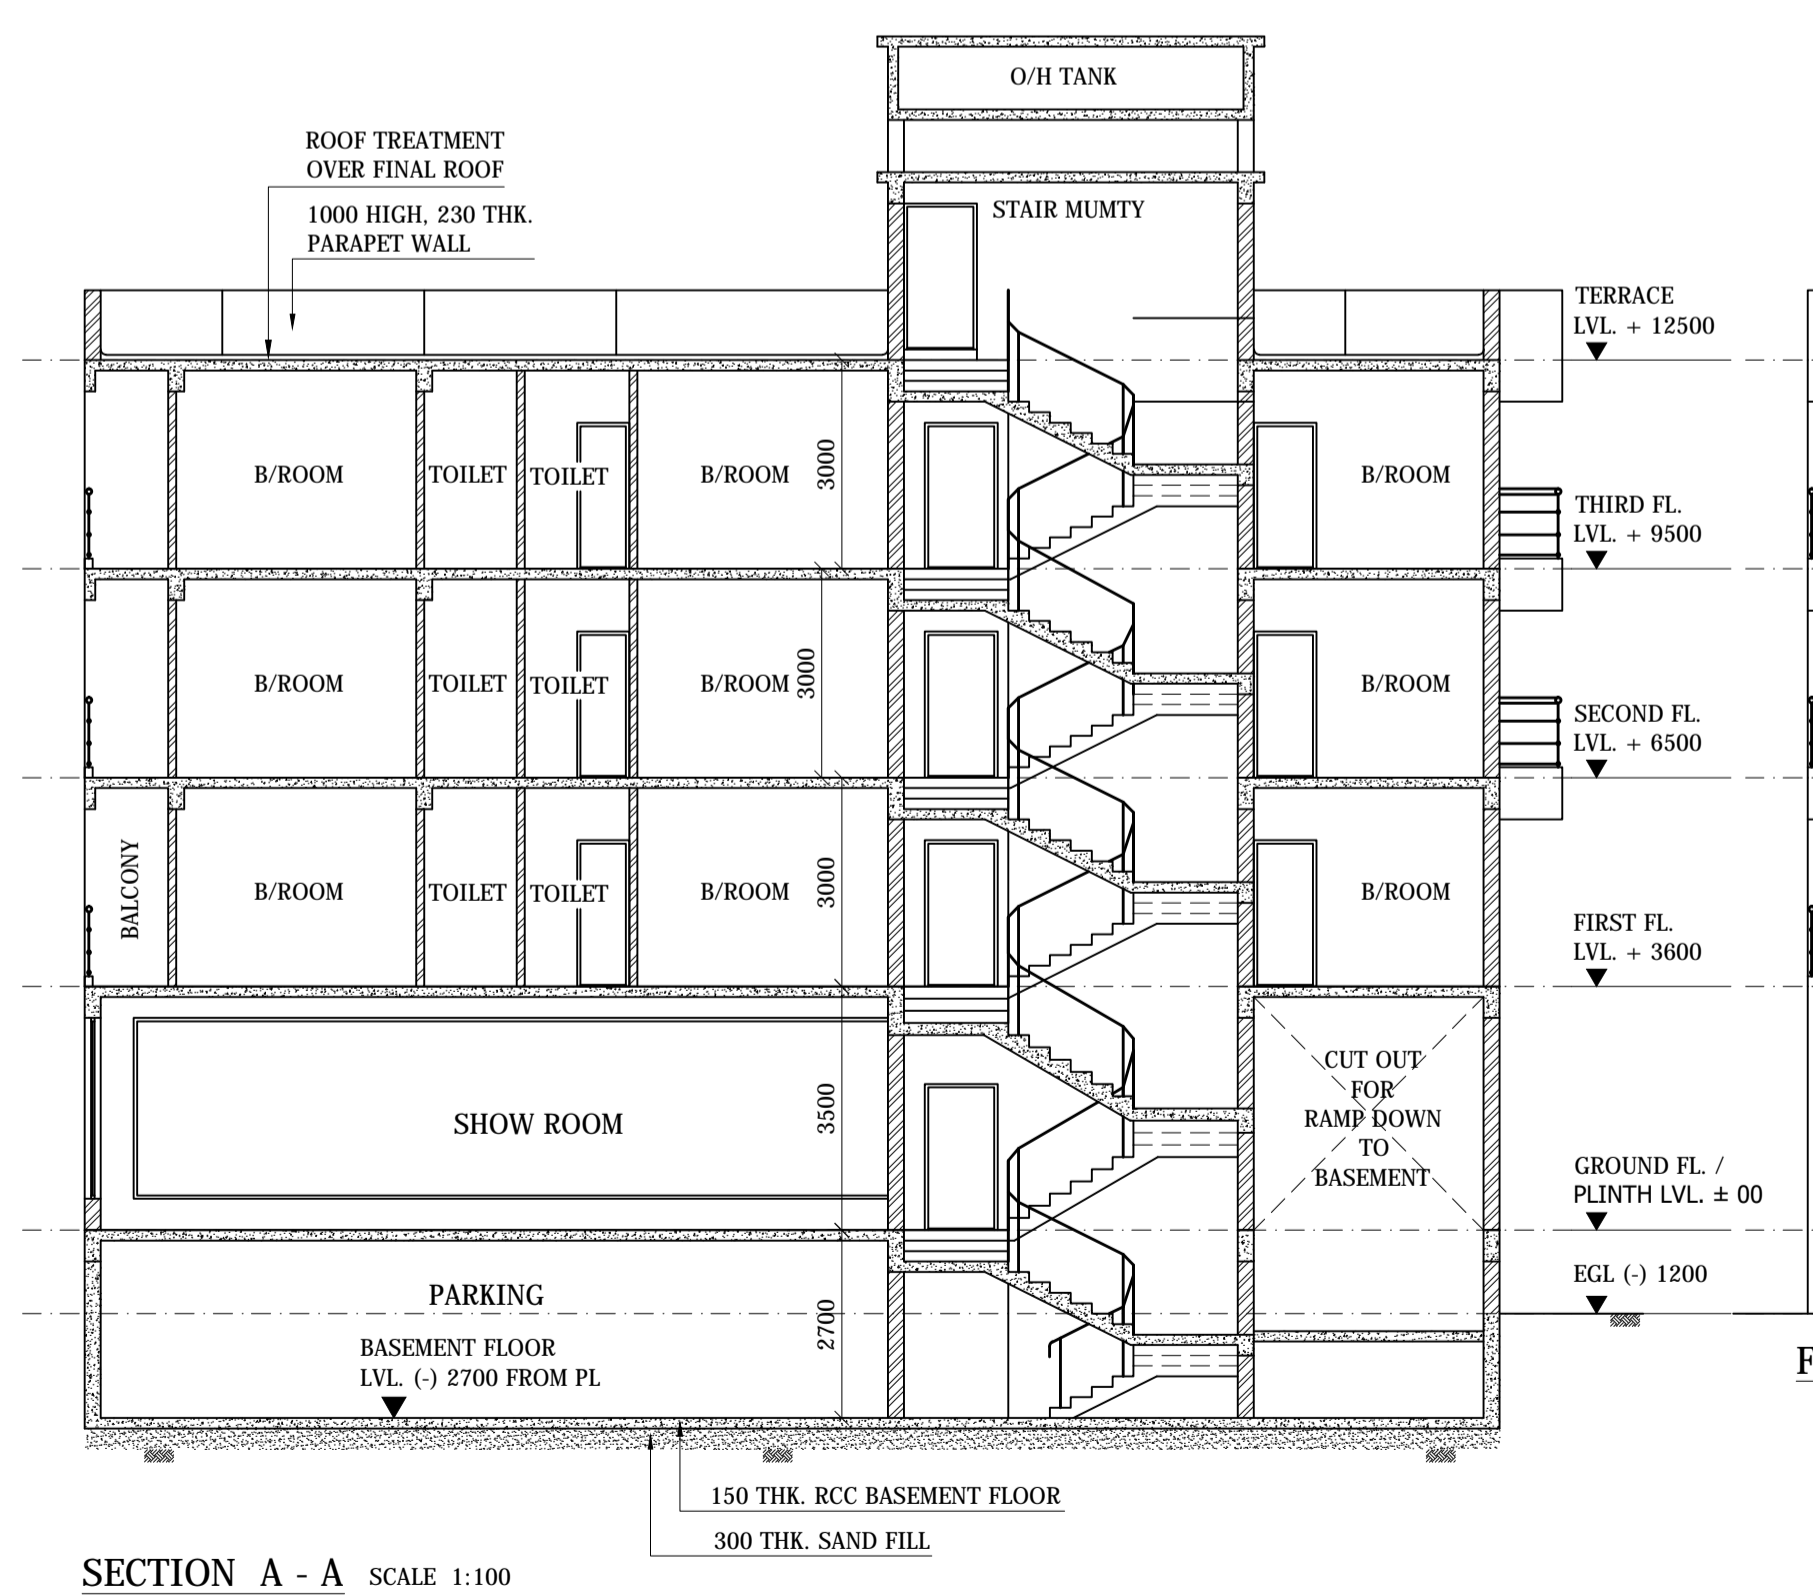 O/H TANK
ROOF TREATMENT
OVER FINAL ROOF
1000 HIGH, 230 THK.
PARAPET WALL
STAIR MUMTY
TERRACE
LVL. + 12500
B/ROOM
TOILET
TOILET
B/ROOM
3000
B/ROOM
THIRD FL.
LVL. + 9500
B/ROOM
TOILET
TOILET
B/ROOM
3000
B/ROOM
SECOND FL.
LVL. + 6500
BALCONY
B/ROOM
TOILET
TOILET
B/ROOM
3000
B/ROOM
FIRST FL.
LVL. + 3600
SHOW ROOM
3500
CUT OUT
FOR
RAMP DOWN
TO
BASEMENT
GROUND FL. /
PLINTH LVL. ± 00
EGL (-) 1200
PARKING
2700
BASEMENT FLOOR
LVL. (-) 2700 FROM PL
150 THK. RCC BASEMENT FLOOR
300 THK. SAND FILL
SECTION A - A SCALE 1:100